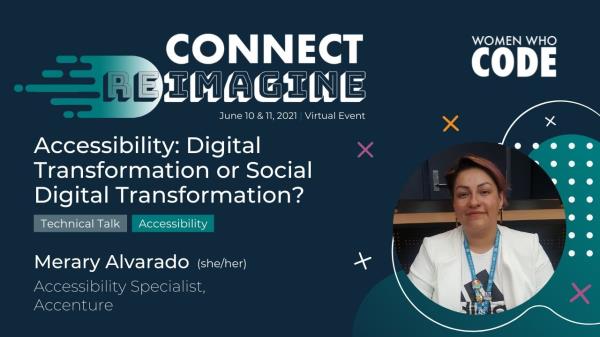 CONNECT
REIMAGINE
June 10 & 11, 2021 | Virtual Event
WOMEN WHO
CODE
Accessibility: Digital
Transformation or Social
Digital Transformation?
Technical Talk Accessibility
Merary Alvarado (she/her)
Accessibility Specialist,
Accenture